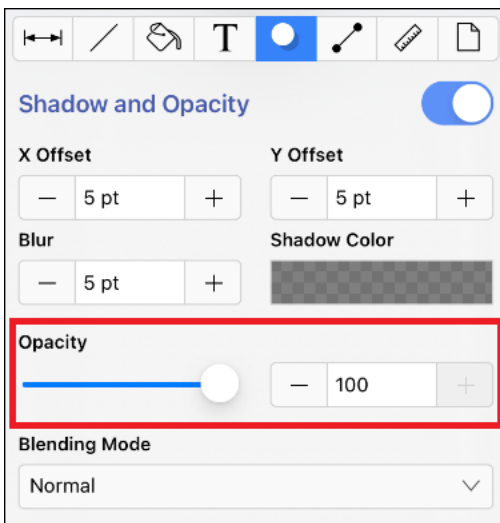 T
Shadow and Opacity
X Offset Y Offset
5 pt 5 pt
Blur Shadow Color
5 pt
Opacity
100
Blending Mode
Normal